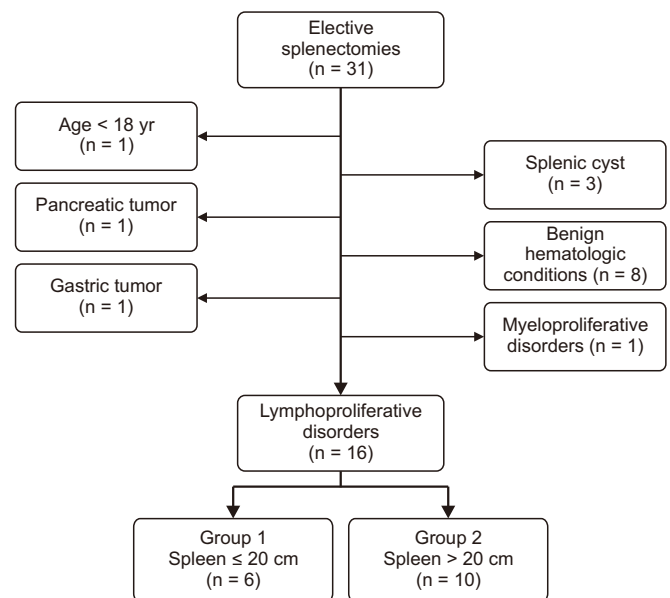 Elective
splenectomies
(n = 31)
Age < 18 yr
(n = 1)
Splenic cyst
(n = 3)
Pancreatic tumor
(n = 1)
Benign
hematologic
conditions (n = 8)
Gastric tumor
(n = 1)
Myeloproliferative
disorders (n = 1)
Lymphoproliferative
disorders
(n = 16)
Group 1
Spleen ≤ 20 cm
(n = 6)
Group 2
Spleen > 20 cm
(n = 10)